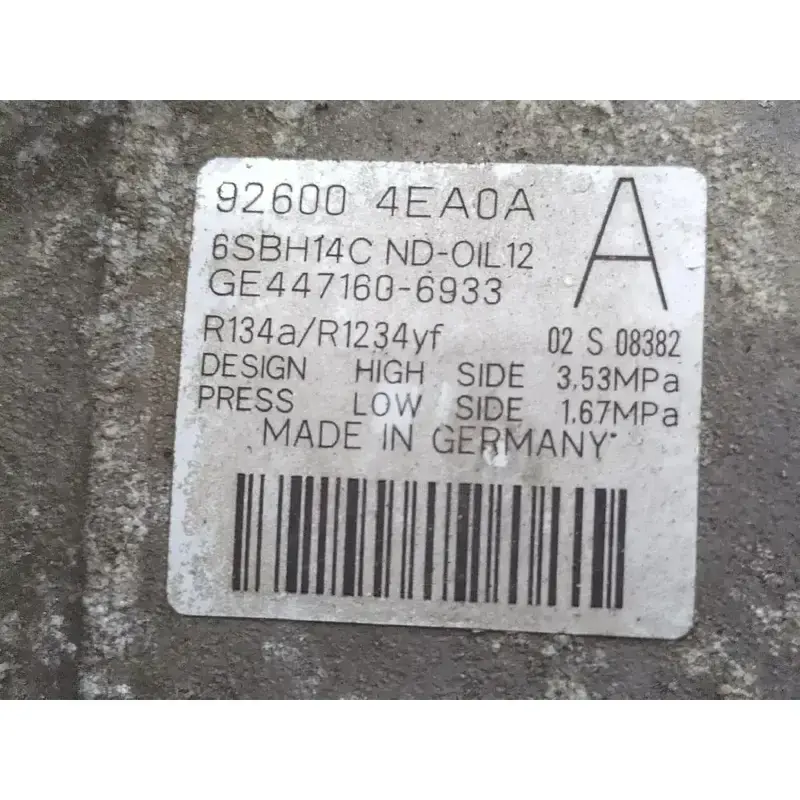 92600 4EA0A A
6SBH14C ND-OIL12
GE447160-6933
R134a/R1234yf 02 S 08382
DESIGN HIGH SIDE 3.53MPa
PRESS LOW SIDE 1.67MPa
MADE IN GERMANY